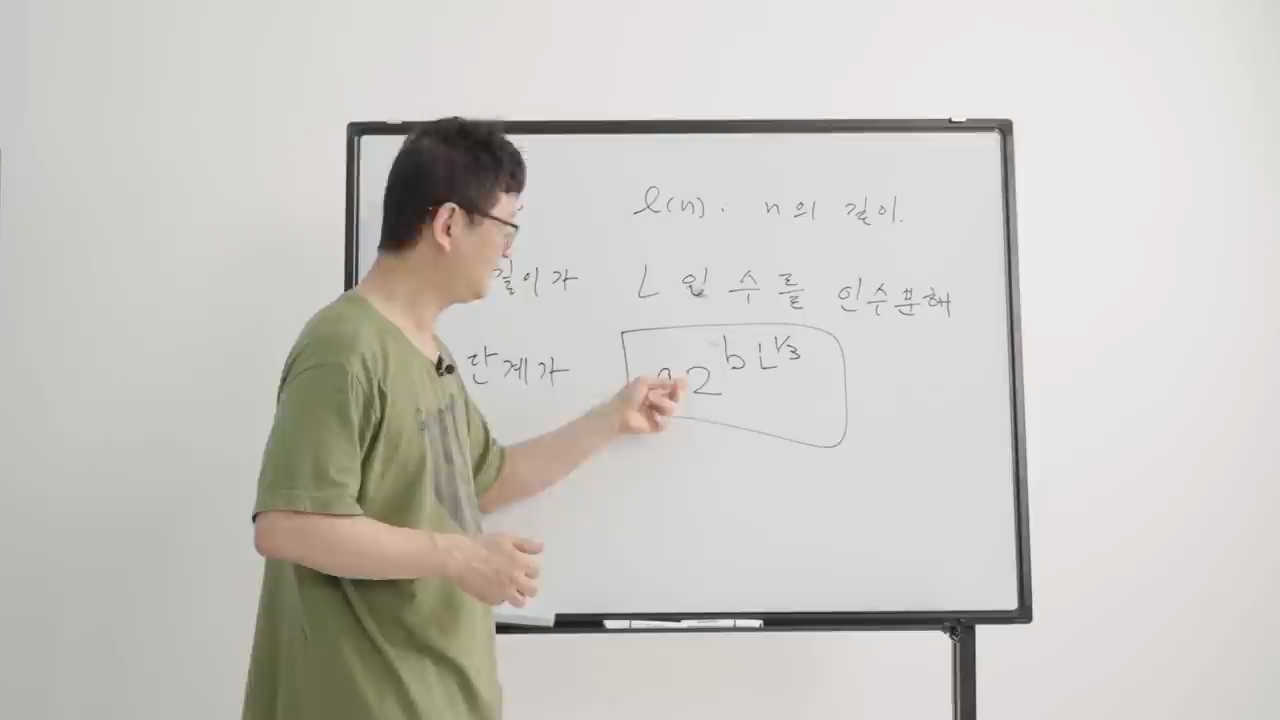 l(n). n의 길이.
길이가 L인 수를 인수분해
단계가 2^{bL^{1/3}}